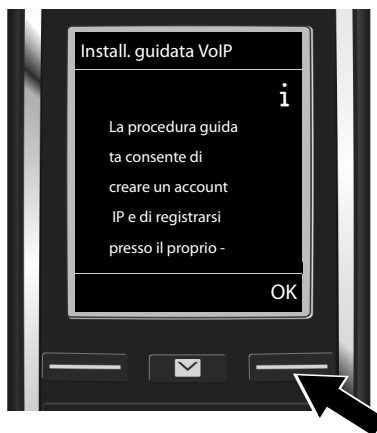 Install. guidata VoIP
i
La procedura guida
ta consente di
creare un account
IP e di registrarsi
presso il proprio -
OK